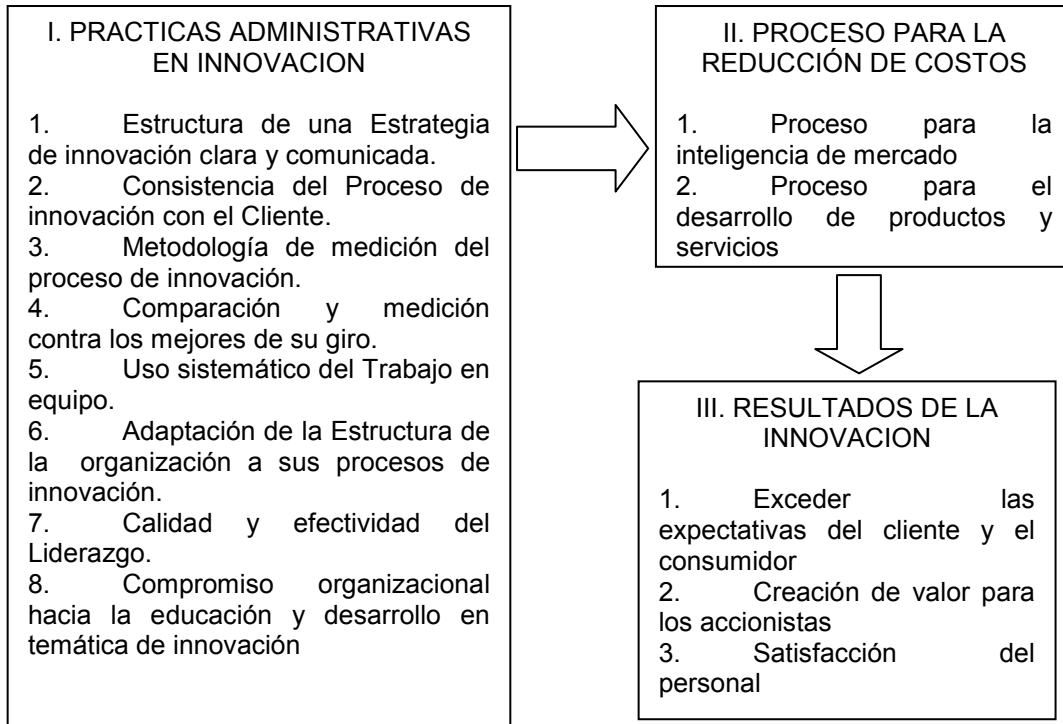 I. PRACTICAS ADMINISTRATIVAS
EN INNOVACION
1. Estructura de una Estrategia
de innovación clara y comunicada.
2. Consistencia del Proceso de
innovación con el Cliente.
3. Metodología de medición del
proceso de innovación.
4. Comparación y medición
contra los mejores de su giro.
5. Uso sistemático del Trabajo en
equipo.
6. Adaptación de la Estructura de
la organización a sus procesos de
innovación.
7. Calidad y efectividad del
Liderazgo.
8. Compromiso organizacional
hacia la educación y desarrollo en
temática de innovación
II. PROCESO PARA LA
REDUCCIÓN DE COSTOS
1. Proceso para la
inteligencia de mercado
2. Proceso para el
desarrollo de productos y
servicios
III. RESULTADOS DE LA
INNOVACION
1. Exceder las
expectativas del cliente y el
consumidor
2. Creación de valor para
los accionistas
3. Satisfacción del
personal